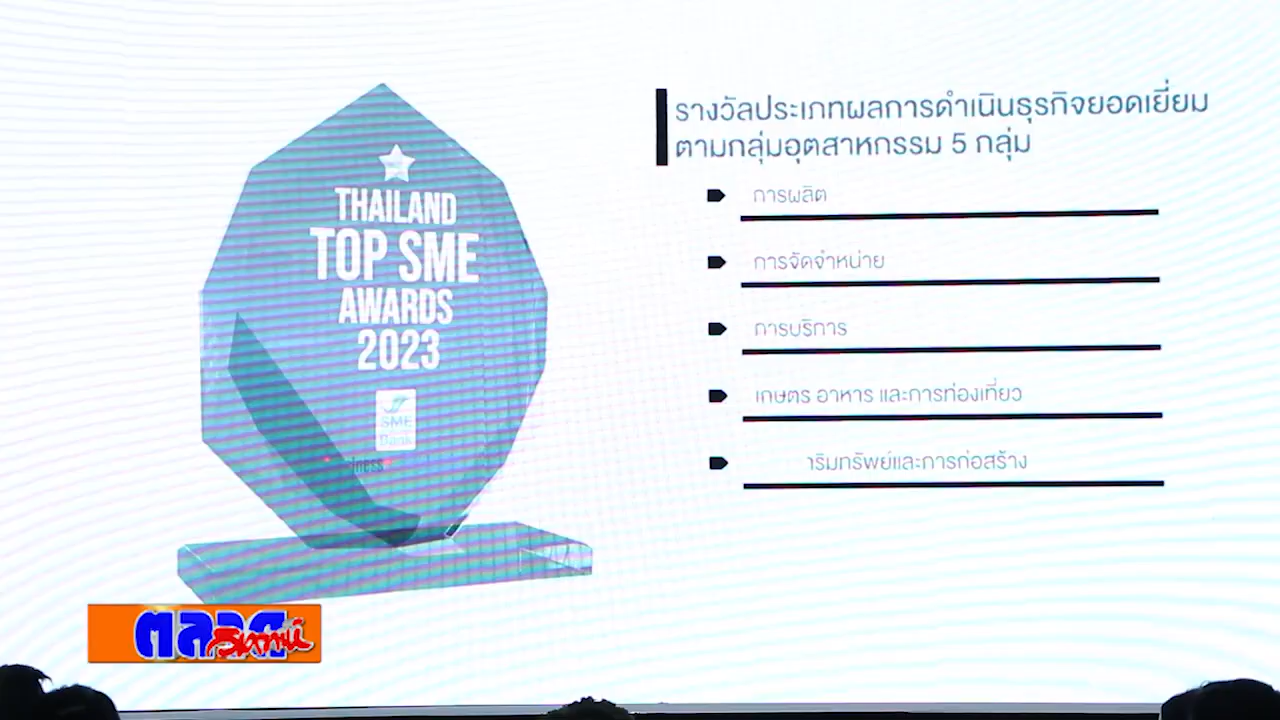 THAILAND
TOP SME
AWARDS
2023
SME
Bank
รางวัลประเภทผลการดำเนินธุรกิจยอดเยี่ยม
ตามกลุ่มอุตสาหกรรม 5 กลุ่ม
การผลิต
การจัดจำหน่าย
การบริการ
เกษตร อาหาร และการท่องเที่ยว
าริมทรัพย์และการก่อสร้าง
ตลาด